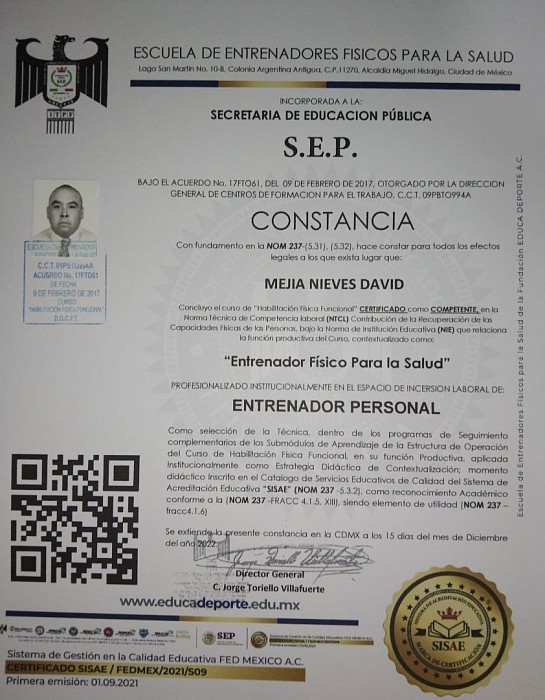 ESCUELA DE ENTRENADORES FISICOS PARA LA SALUD
Lago San Martin No. 10-B, Colonia Argentina Antigua, C.P.11270, Alcaldía Miguel Hidalgo, Ciudad de México
I T P F
INCORPORADA A LA:
SECRETARIA DE EDUCACION PÚBLICA
S.E.P.
BAJO EL ACUERDO No. 17FTO61, DEL 09 DE FEBRERO DE 2017, OTORGADO POR LA DIRECCION
GENERAL DE CENTROS DE FORMACION PARA EL TRABAJO, C.C.T. 09PBTO994A
CONSTANCIA
Con fundamento en la NOM 237-(5.31), (5.32), hace constar para todos los efectos
legales a los que exista lugar que:
C.C.T. 09PBTO994A
ACUERDO No. 17FTO61
DE FECHA
9 DE FEBRERO DE 2017
CURSO
"HABILITACION FISICA FUNCIONAL"
D.G.C.F.T.
MEJIA NIEVES DAVID
Concluyo el curso de "Habilitación Física funcional" CERTIFICADO como COMPETENTE, en la
Norma Técnica de Competencia laboral (NTCL) Contribución de la Recuperación de las
Capacidades Físicas de las Personas, bajo la Norma de Institución Educativa (NIE) que relaciona
la función productiva del Curso, contextualizado como:
"Entrenador Físico Para la Salud"
PROFESIONALIZADO INSTITUCIONALMENTE EN EL ESPACIO DE INCERSION LABORAL DE:
ENTRENADOR PERSONAL
Como selección de la Técnica, dentro de los programas de Seguimiento
complementarios de los Submódulos de Aprendizaje de la Estructura de Operación
del Curso de Habilitación Física Funcional, en su función Productiva, aplicada
Institucionalmente como Estrategia Didáctica de Contextualización; momento
didáctico Inscrito en el Catalogo de Servicios Educativos de Calidad del Sistema de
Acreditación Educativa "SISAE" (NOM 237 -5.3.2), como reconocimiento Académico
conforme a la (NOM 237 -FRACC 4.1.5, XIII), siendo elemento de utilidad (NOM 237 –
fracc4.1.6)
Se extiende la presente constancia en la CDMX a los 15 días del mes de Diciembre
del año 2022
Director General
C. Jorge Toriello Villafuerte
www.educadeporte.edu.mx
Escuela de Entrenadores Físicos para la Salud de la Fundación EDUCA DEPORTE A.C.
SEP
SISAE
MARCA DE CERTIFICACIÓN
Sistema de Gestión en la Calidad Educativa FED MEXICO A.C.
CERTIFICADO SISAE / FEDMEX/2021/S09
Primera emisión: 01.09.2021